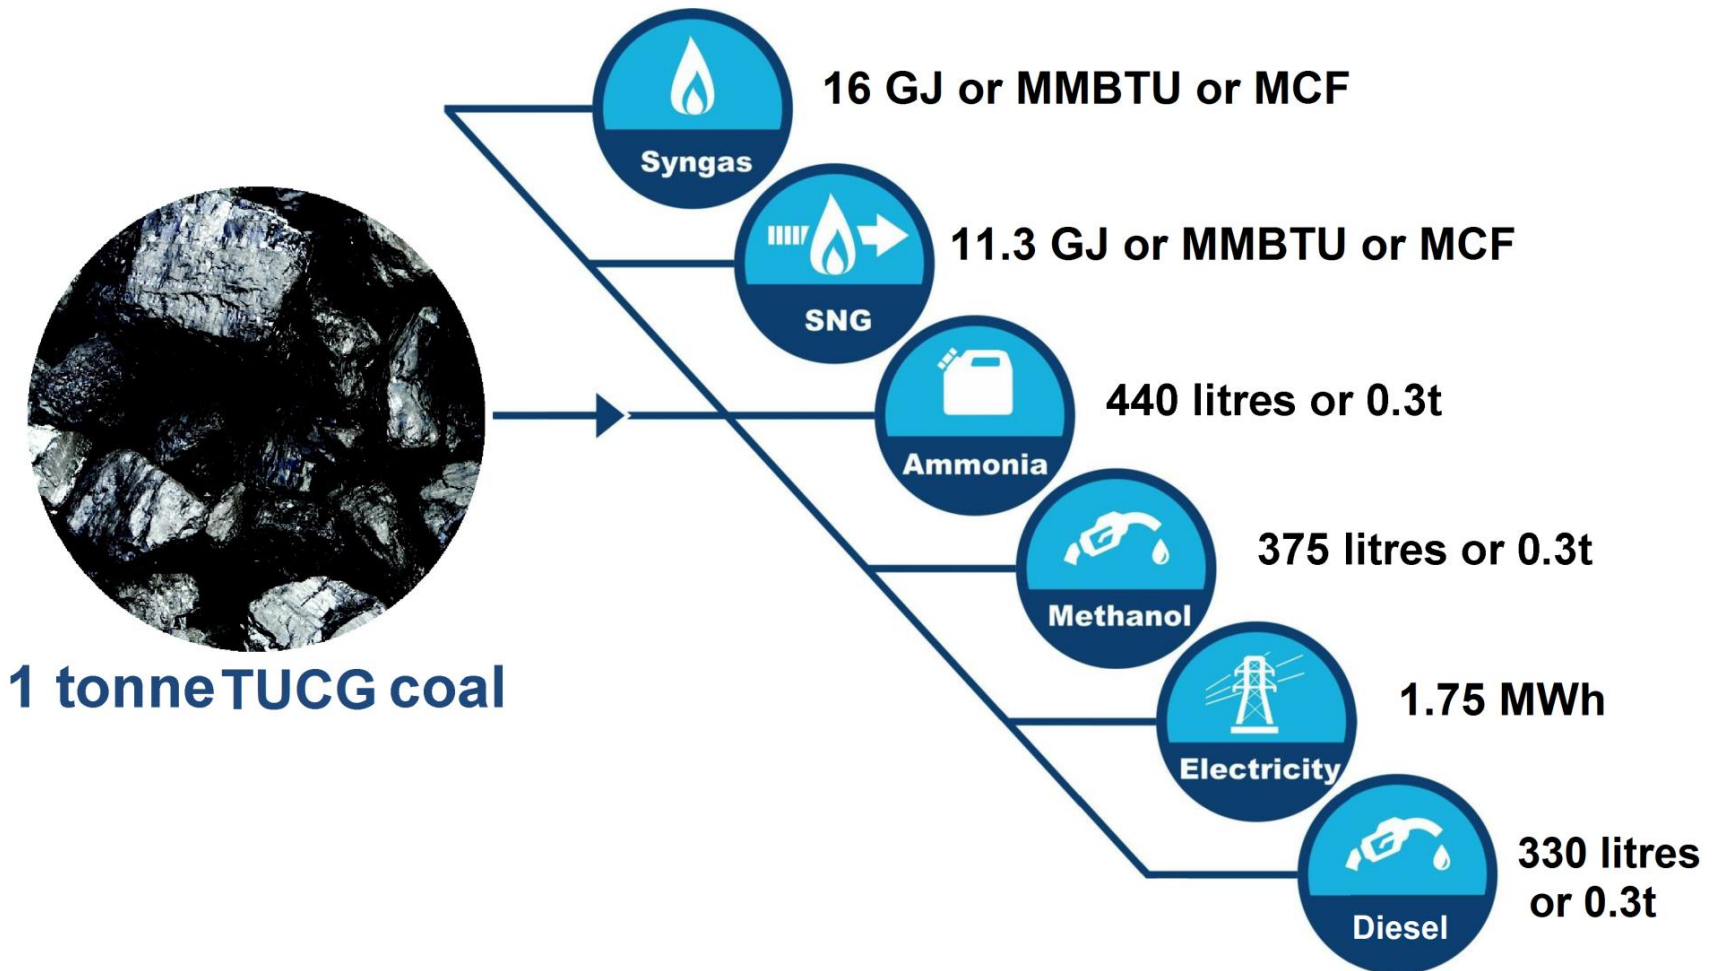 16 GJ or MMBTU or MCF
Syngas
11.3 GJ or MMBTU or MCF
SNG
440 litres or 0.3t
Ammonia
375 litres or 0.3t
Methanol
1 tonne TUCG coal
1.75 MWh
Electricity
330 litres
or 0.3t
Diesel